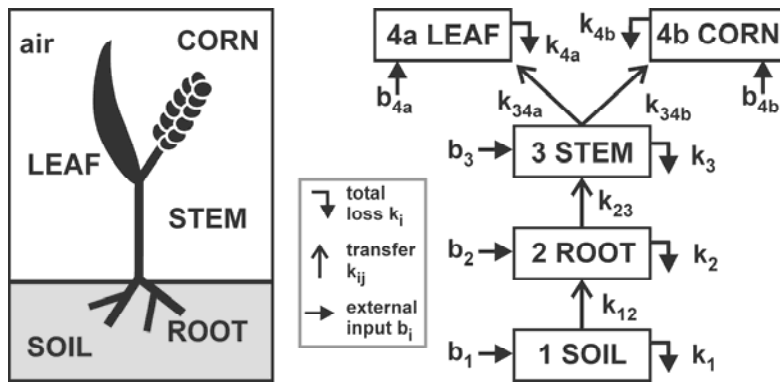 air
CORN
LEAF
STEM
SOIL
ROOT
total
loss kᵢ
transfer
kᵢⱼ
external
input bᵢ
4a LEAF
k₄ₐ
k₄b
4b CORN
b₄ₐ
k₃₄ₐ
k₃₄b
b₄b
b₃
3 STEM
k₃
k₂₃
b₂
2 ROOT
k₂
k₁₂
b₁
1 SOIL
k₁